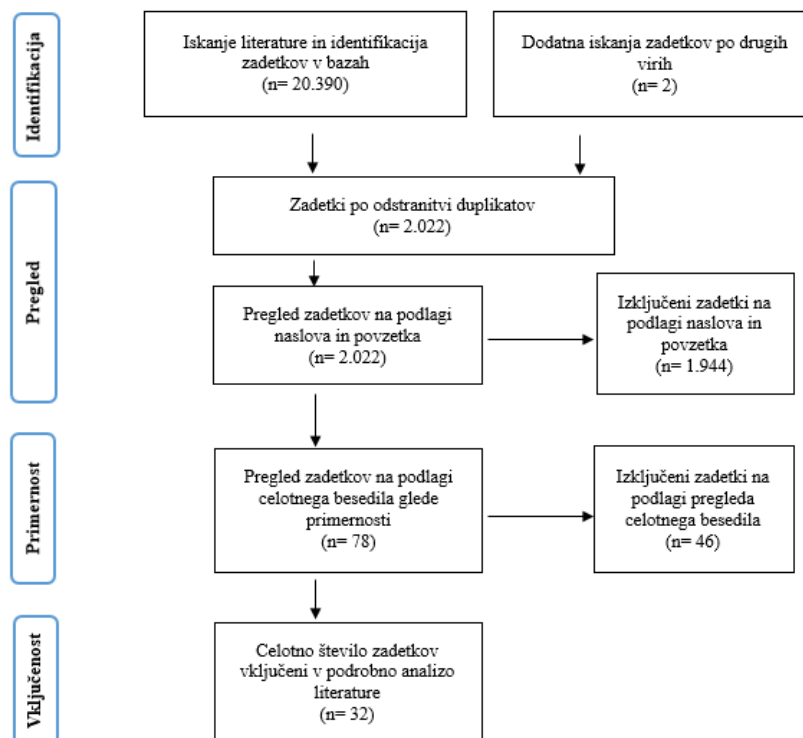 Identifikacija
Iskanje literature in identifikacija
zadetkov v bazah
(n= 20.390)
Dodatna iskanja zadetkov po drugih
virih
(n= 2)
Pregled
Zadetki po odstranitvi duplikatov
(n= 2.022)
Pregled zadetkov na podlagi
naslova in povzetka
(n= 2.022)
Izključeni zadetki na
podlagi naslova in
povzetka
(n= 1.944)
Primernost
Pregled zadetkov na podlagi
celotnega besedila glede
primernosti
(n= 78)
Izključeni zadetki na
podlagi pregleda
celotnega besedila
(n= 46)
Vključenost
Celotno število zadetkov
vključeni v podrobno analizo
literature
(n= 32)